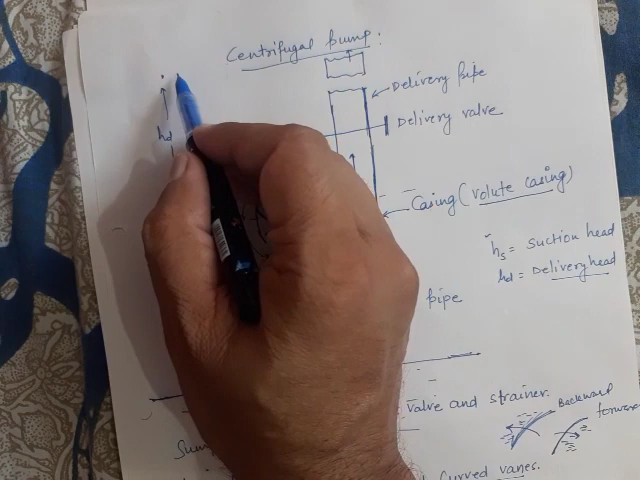 Centrifugal pump:
Delivery pipe
Delivery valve
hd
Casing (volute casing)
hs = Suction head
hd = Delivery head
pipe
valve and strainer.
Backward
forward
Sum
Curved vanes.